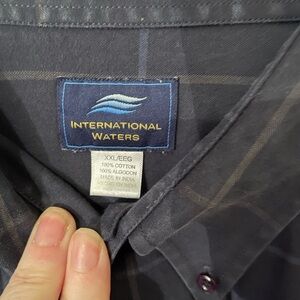 INTERNATIONAL
WATERS
XXL/EEG
100% COTTON
100% ALGODON
MADE IN INDIA